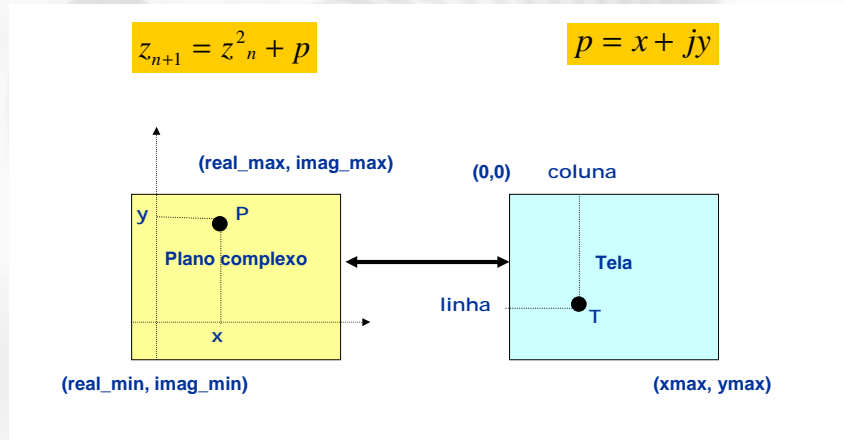 z_{n+1} = z^2_n + p
p = x + jy
(real_max, imag_max)
(0,0) coluna
y P
Plano complexo
Tela
linha
T
x
(real_min, imag_min)
(xmax, ymax)